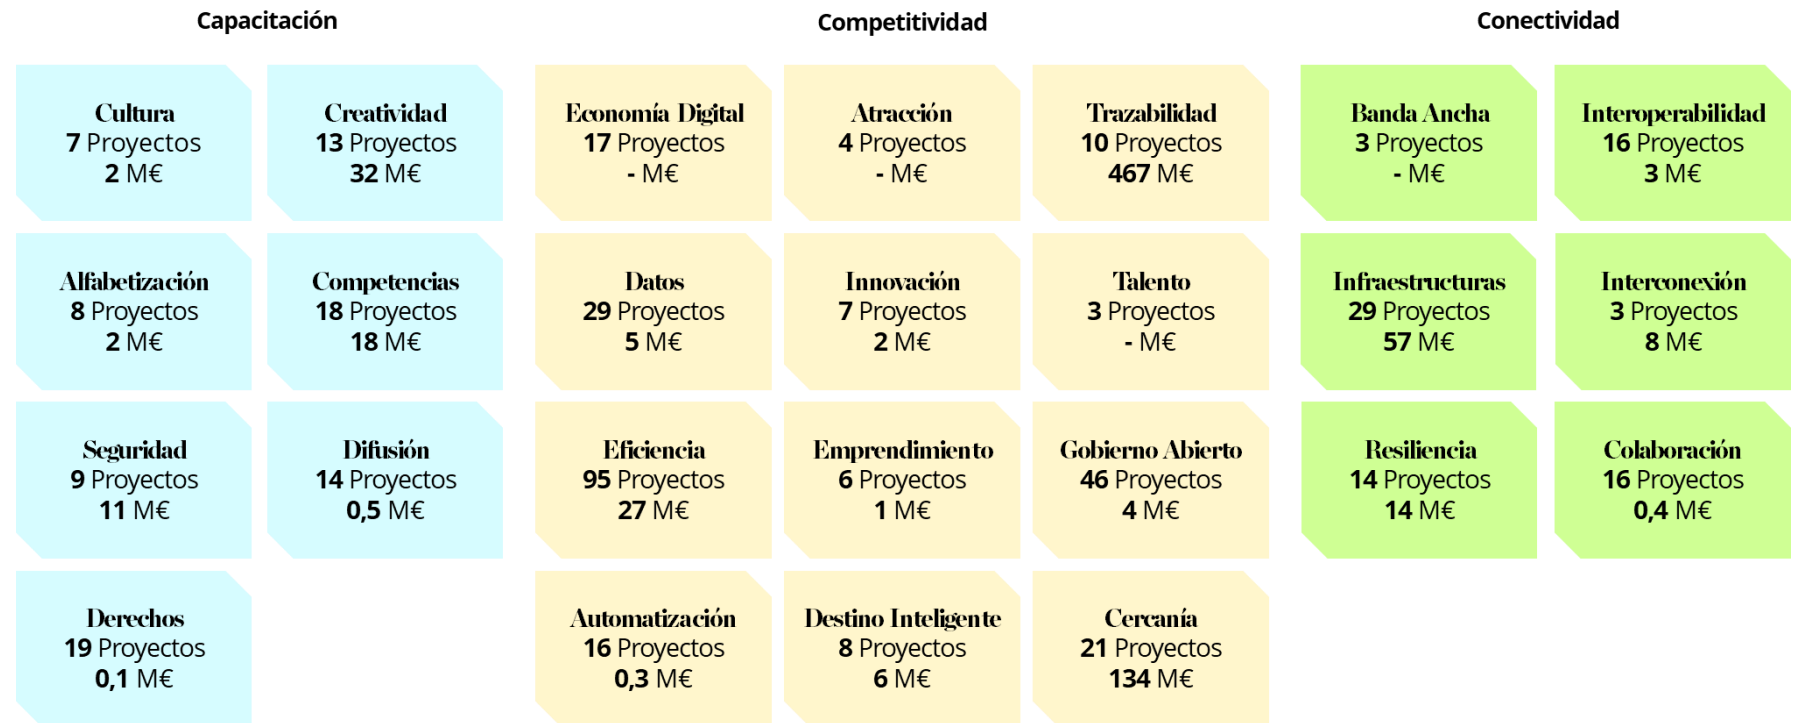 Capacitación
Cultura
7 Proyectos
2 M€
Creatividad
13 Proyectos
32 M€
Alfabetización
8 Proyectos
2 M€
Competencias
18 Proyectos
18 M€
Seguridad
9 Proyectos
11 M€
Difusión
14 Proyectos
0,5 M€
Derechos
19 Proyectos
0,1 M€
Competitividad
Economía Digital
17 Proyectos
- M€
Atracción
4 Proyectos
- M€
Trazabilidad
10 Proyectos
467 M€
Datos
29 Proyectos
5 M€
Innovación
7 Proyectos
2 M€
Talento
3 Proyectos
- M€
Eficiencia
95 Proyectos
27 M€
Emprendimiento
6 Proyectos
1 M€
Gobierno Abierto
46 Proyectos
4 M€
Automatización
16 Proyectos
0,3 M€
Destino Inteligente
8 Proyectos
6 M€
Cercanía
21 Proyectos
134 M€
Conectividad
Banda Ancha
3 Proyectos
- M€
Interoperabilidad
16 Proyectos
3 M€
Infraestructuras
29 Proyectos
57 M€
Interconexión
3 Proyectos
8 M€
Resiliencia
14 Proyectos
14 M€
Colaboración
16 Proyectos
0,4 M€